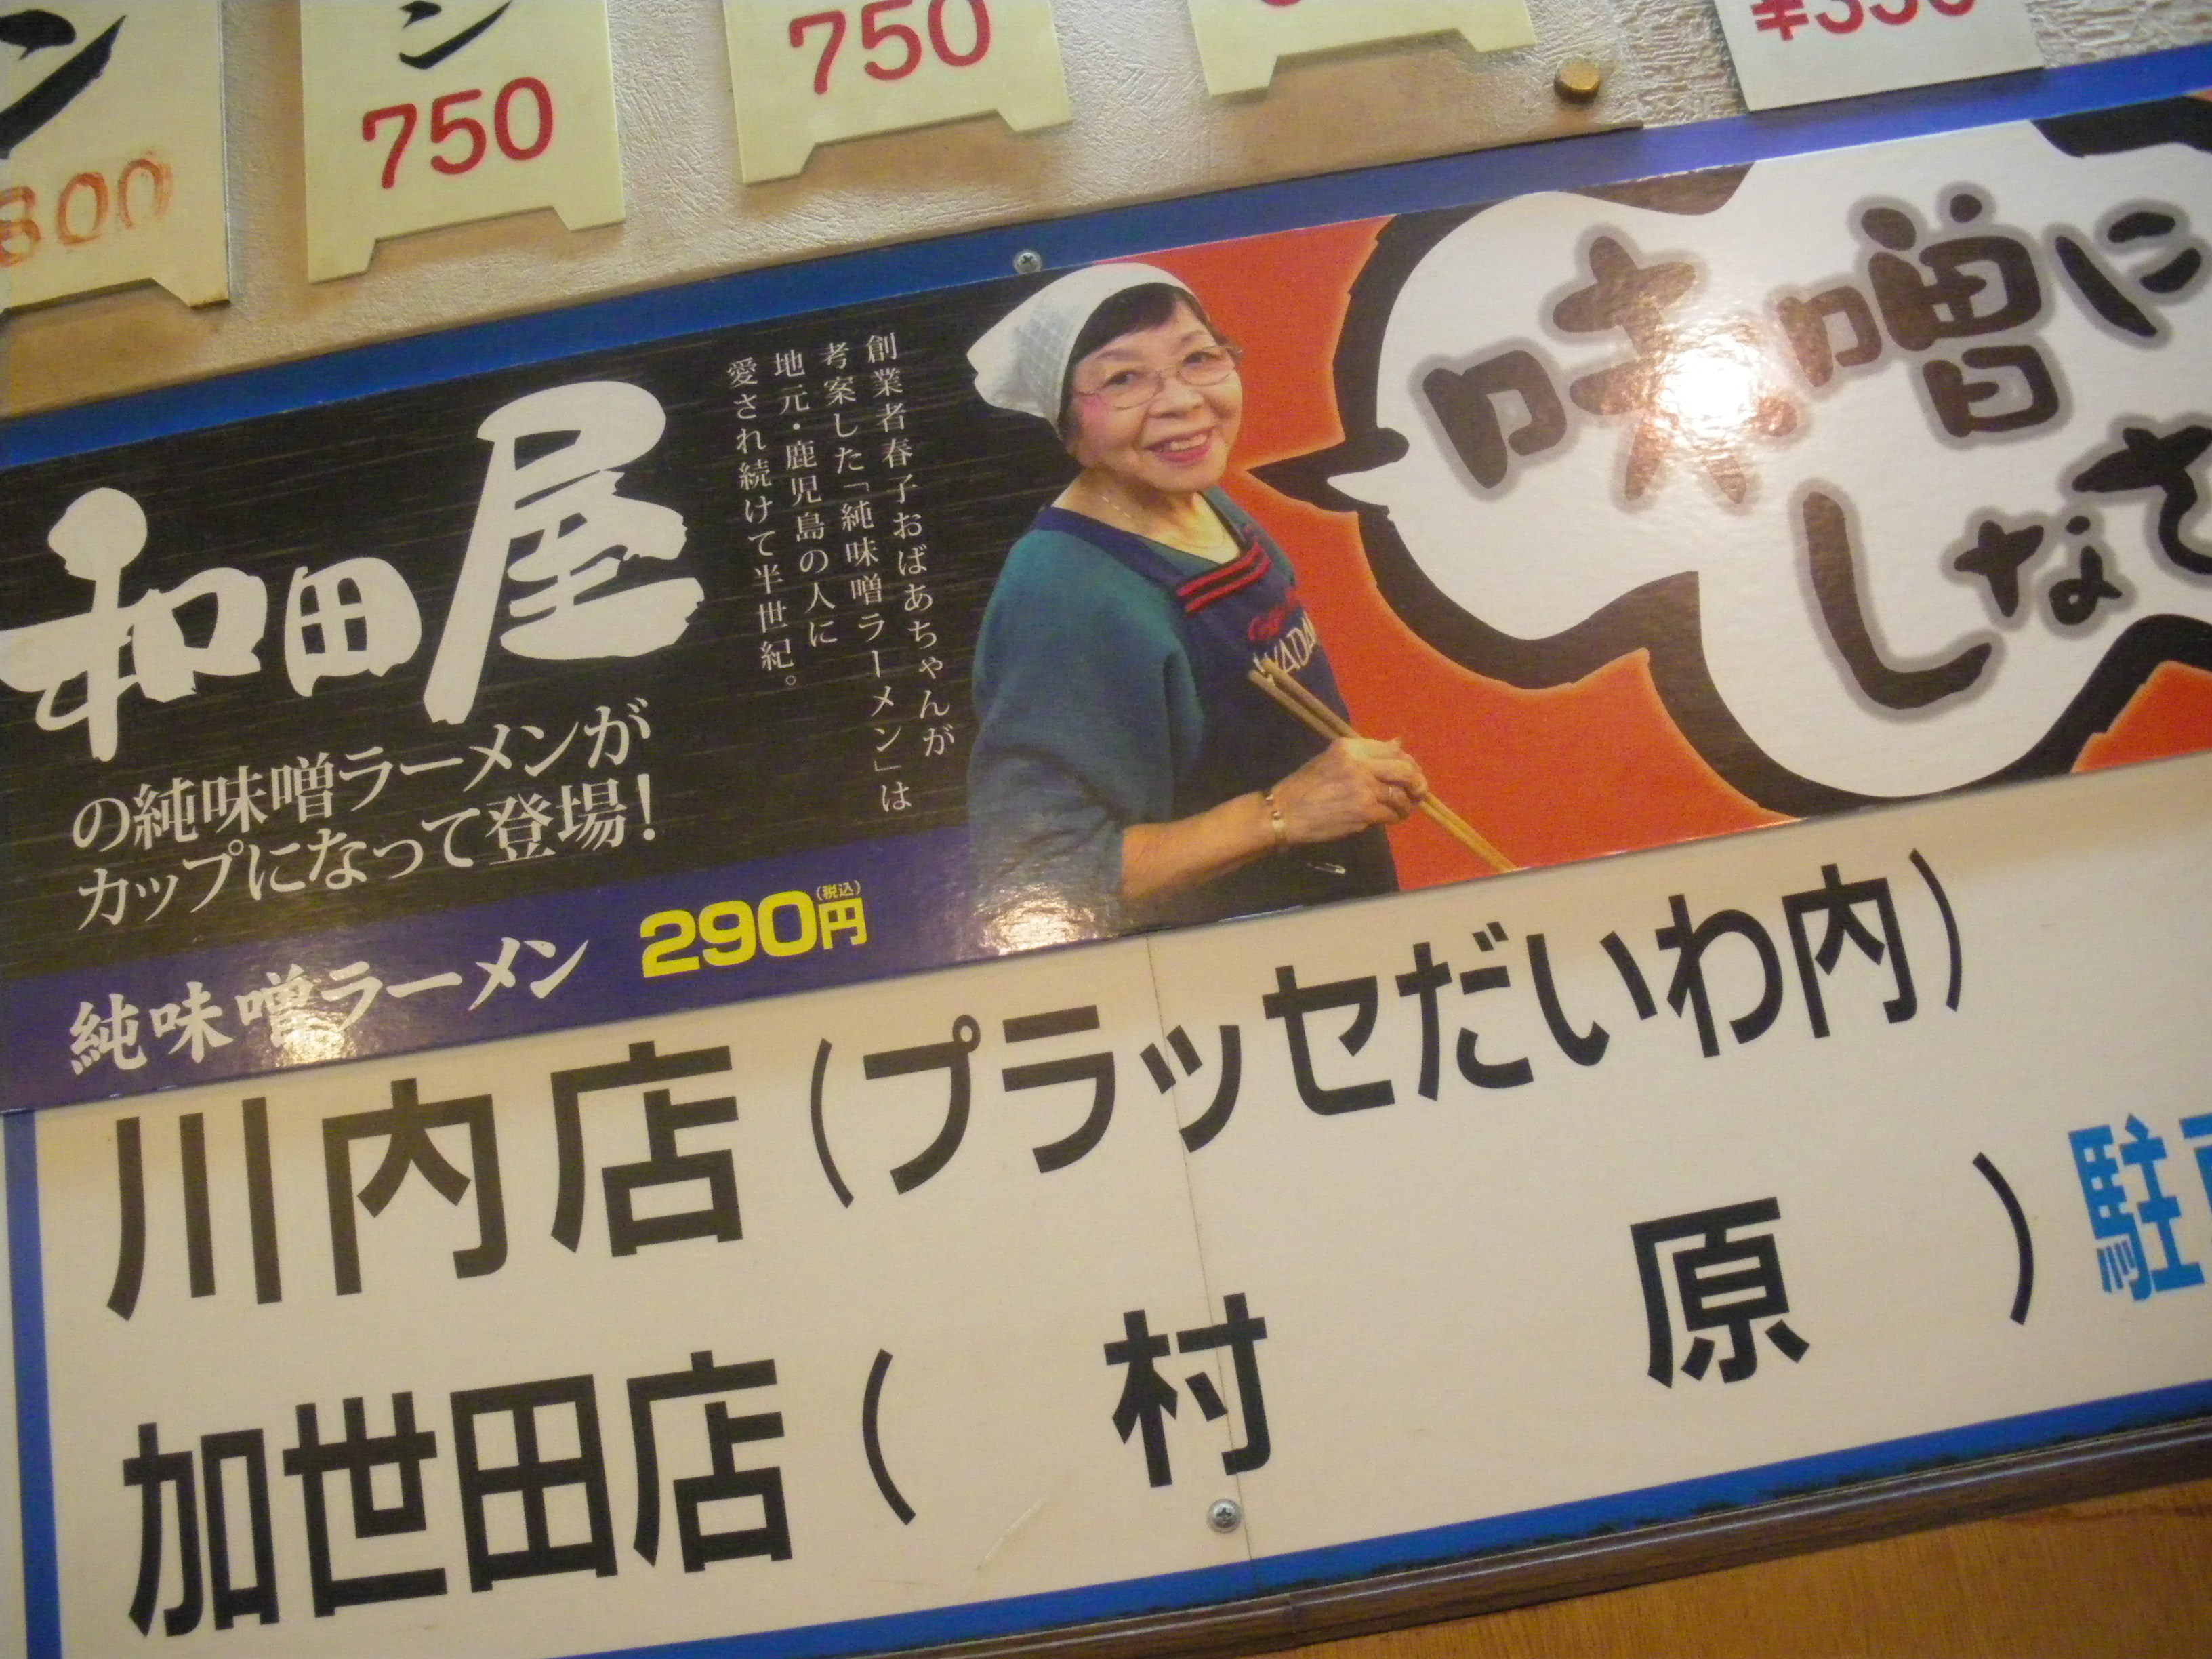 ン
800
ン
750
750
¥350
味噌に
しなさ
創業者春子おばあちゃんが
考案した「純味噌ラーメン」は
地元・鹿児島の人に
愛され続けて半世紀。
和田屋
の純味噌ラーメンが
カップになって登場!
純味噌ラーメン 290円(税込)
川内店(プラッセだいわ内)
加世田店( 村 原 ) 駐